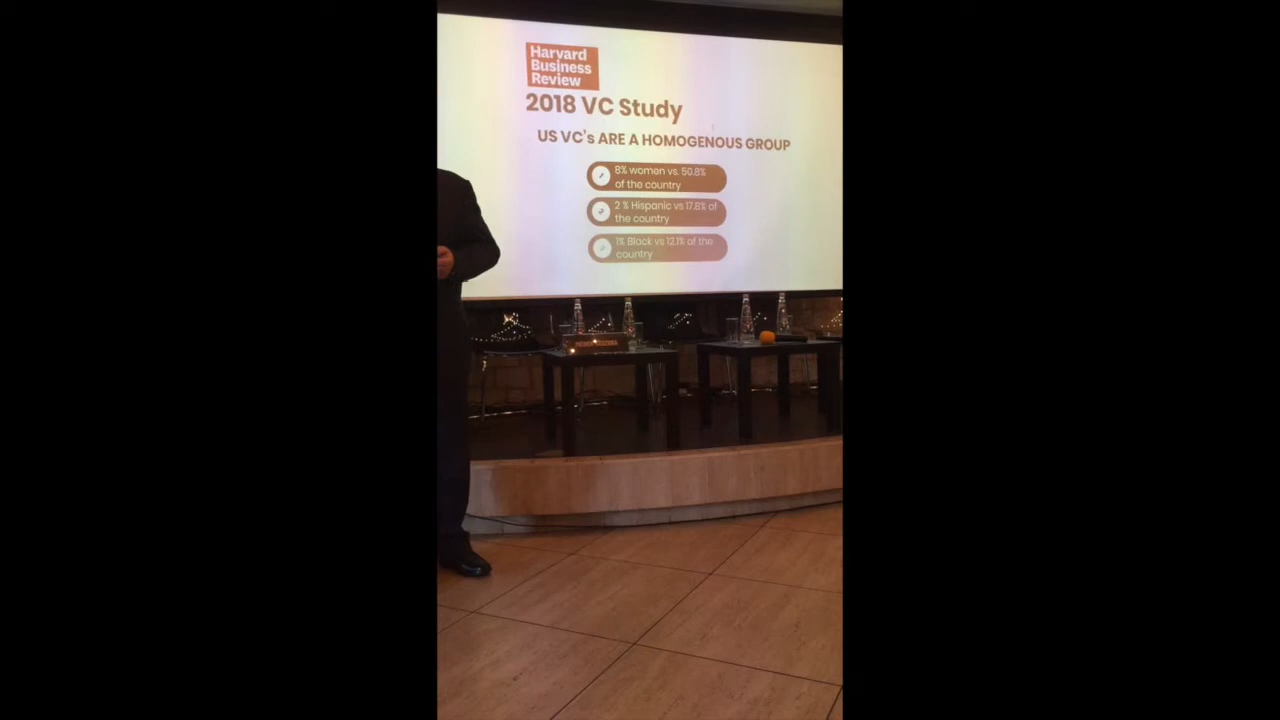 Harvard
Business
Review
2018 VC Study
US VC's ARE A HOMOGENOUS GROUP
8% women vs. 50.8%
of the country
2 % Hispanic vs 17.8% of
the country
1% Black vs 12.1% of the
country